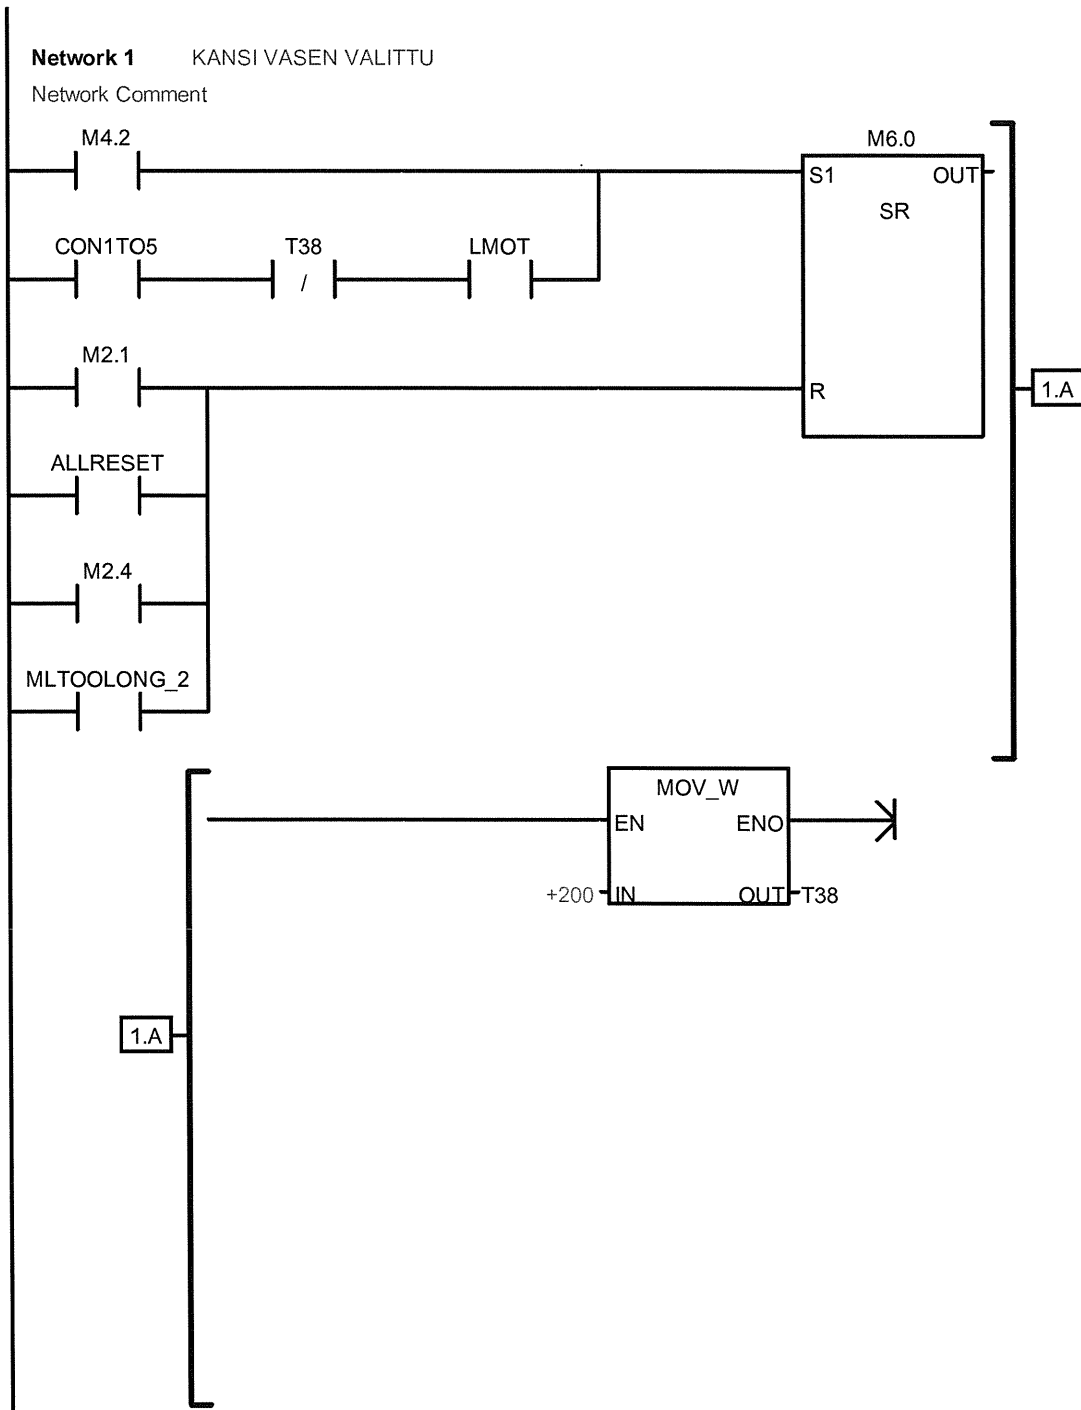 Network 1 KANSI VASEN VALITTU
Network Comment
M4.2
M6.0
S1 OUT
SR
CON1TO5 T38 LMOT
/
M2.1
R
1.A
ALLRESET
M2.4
MLTOOLONG_2
MOV_W
EN ENO
+200 IN OUT T38
1.A